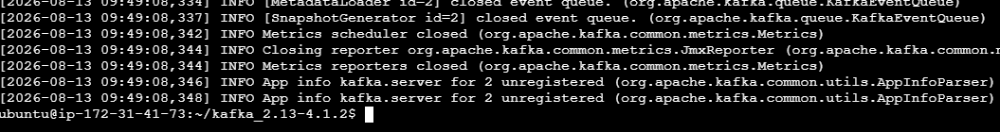 [2026-08-13 09:49:08,334] INFO [MetadataLoader id=2] closed event queue. (org.apache.kafka.queue.KafkaEventQueue)
[2026-08-13 09:49:08,337] INFO [SnapshotGenerator id=2] closed event queue. (org.apache.kafka.queue.KafkaEventQueue)
[2026-08-13 09:49:08,342] INFO Metrics scheduler closed (org.apache.kafka.common.metrics.Metrics)
[2026-08-13 09:49:08,344] INFO Closing reporter org.apache.kafka.common.metrics.JmxReporter (org.apache.kafka.common.
[2026-08-13 09:49:08,344] INFO Metrics reporters closed (org.apache.kafka.common.metrics.Metrics)
[2026-08-13 09:49:08,346] INFO App info kafka.server for 2 unregistered (org.apache.kafka.common.utils.AppInfoParser)
[2026-08-13 09:49:08,348] INFO App info kafka.server for 2 unregistered (org.apache.kafka.common.utils.AppInfoParser)
ubuntu@ip-172-31-41-73:~/kafka_2.13-4.1.2$